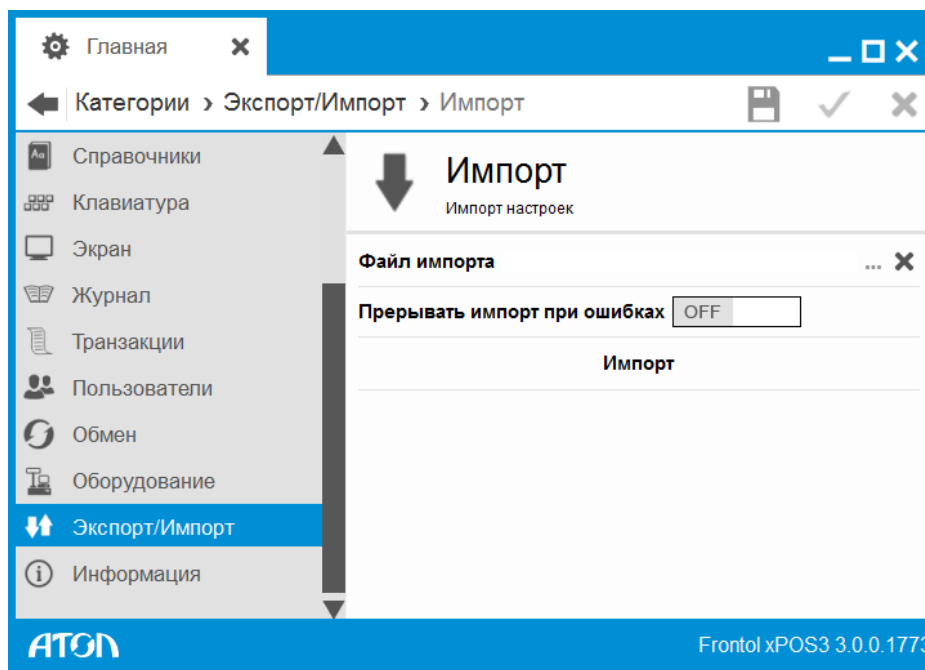 Главная
Категории › Экспорт/Импорт › Импорт
Справочники
Клавиатура
Экран
Журнал
Транзакции
Пользователи
Обмен
Оборудование
Экспорт/Импорт
Информация
Импорт
Импорт настроек
Файл импорта ...
Прерывать импорт при ошибках OFF
Импорт
АТОЛ
Frontol xPOS3 3.0.0.1773